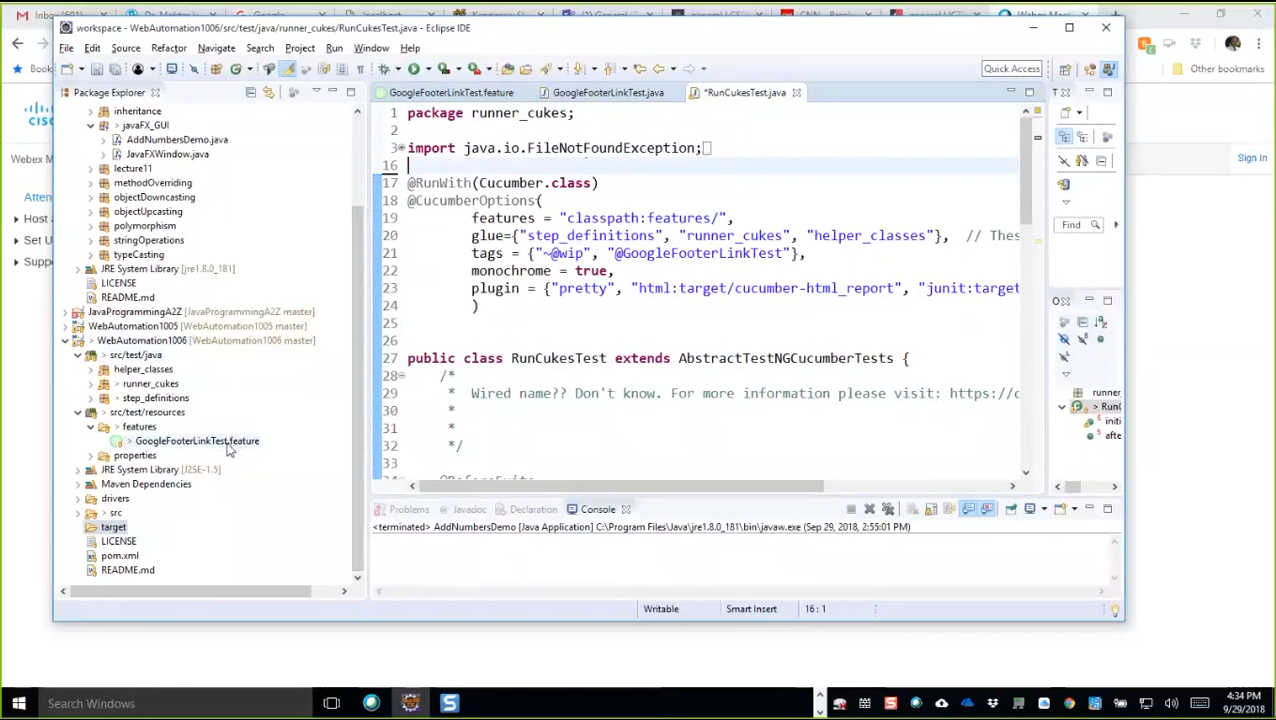 workspace - WebAutomation1006/src/test/java/runner_cukes/RunCukesTest.java - Eclipse IDE
File Edit Source Refactor Navigate Search Project Run Window Help
Quick Access
Other bookmarks
Package Explorer
GoogleFooterLinkTest.feature
GoogleFooterLinkTest.java
*RunCukesTest.java
inheritance
javaFX_GUI
AddNumbersDemo.java
JavaFXWindow.java
lecture11
methodOverriding
objectDowncasting
objectUpcasting
polymorphism
stringOperations
typeCasting
JRE System Library [jre1.8.0_181]
LICENSE
README.md
JavaProgrammingA2Z [JavaProgrammingA2Z master]
WebAutomation1005 [WebAutomation1005 master]
WebAutomation1006 [WebAutomation1006 master]
src/test/java
helper_classes
runner_cukes
step_definitions
src/test/resources
features
GoogleFooterLinkTest.feature
properties
JRE System Library [J2SE-1.5]
Maven Dependencies
drivers
src
target
LICENSE
pom.xml
README.md
1 package runner_cukes;
2
3 import java.io.FileNotFoundException;
16
17 @RunWith(Cucumber.class)
18 @CucumberOptions(
19 features = "classpath:features/",
20 glue={"step_definitions", "runner_cukes", "helper_classes"}, // Thes
21 tags = {"~@wip", "@GoogleFooterLinkTest"},
22 monochrome = true,
23 plugin = {"pretty", "html:target/cucumber-html_report", "junit:target
24 )
25
26
27 public class RunCukesTest extends AbstractTestNGCucumberTests {
28 /*
29 * Wired name?? Don't know. For more information please visit: https://c
30 *
31 *
32 */
33
Find
runner_
RunCu
initi
after
Problems Javadoc Declaration Console
<terminated> AddNumbersDemo [Java Application] C:\Program Files\Java\jre1.8.0_181\bin\javaw.exe (Sep 29, 2018, 2:55:01 PM)
Writable Smart Insert 16 : 1
Webex M
Atten
Host a
Set U
Suppo
Sign In
Search Windows
4:34 PM
9/29/2018